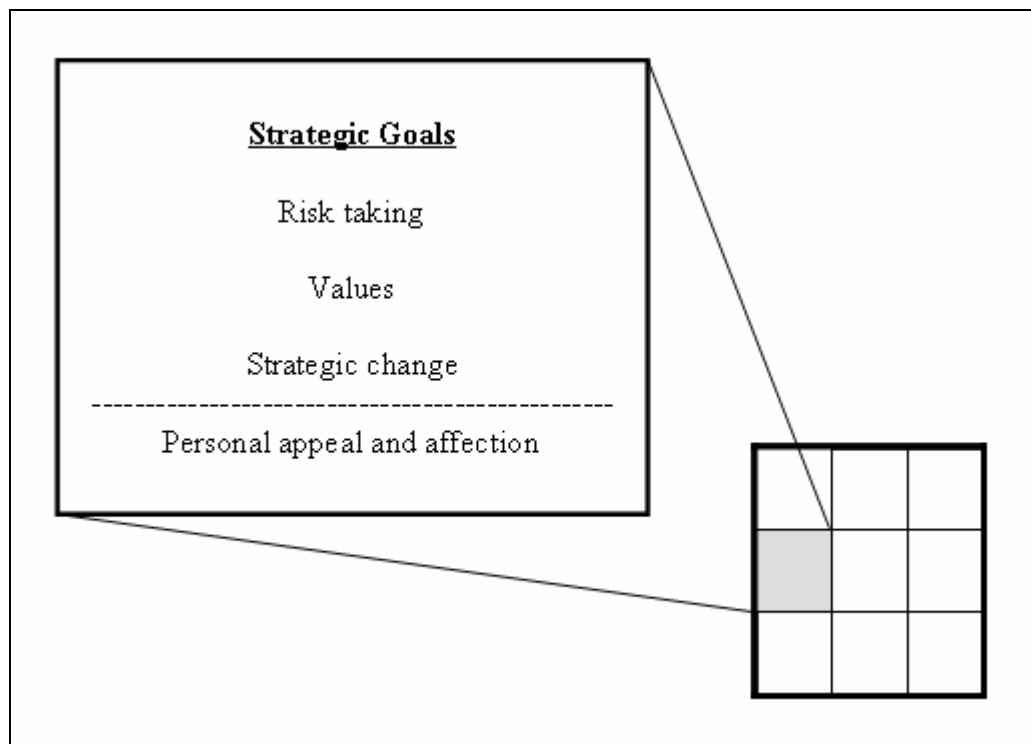 Strategic Goals
Risk taking
Values
Strategic change
Personal appeal and affection